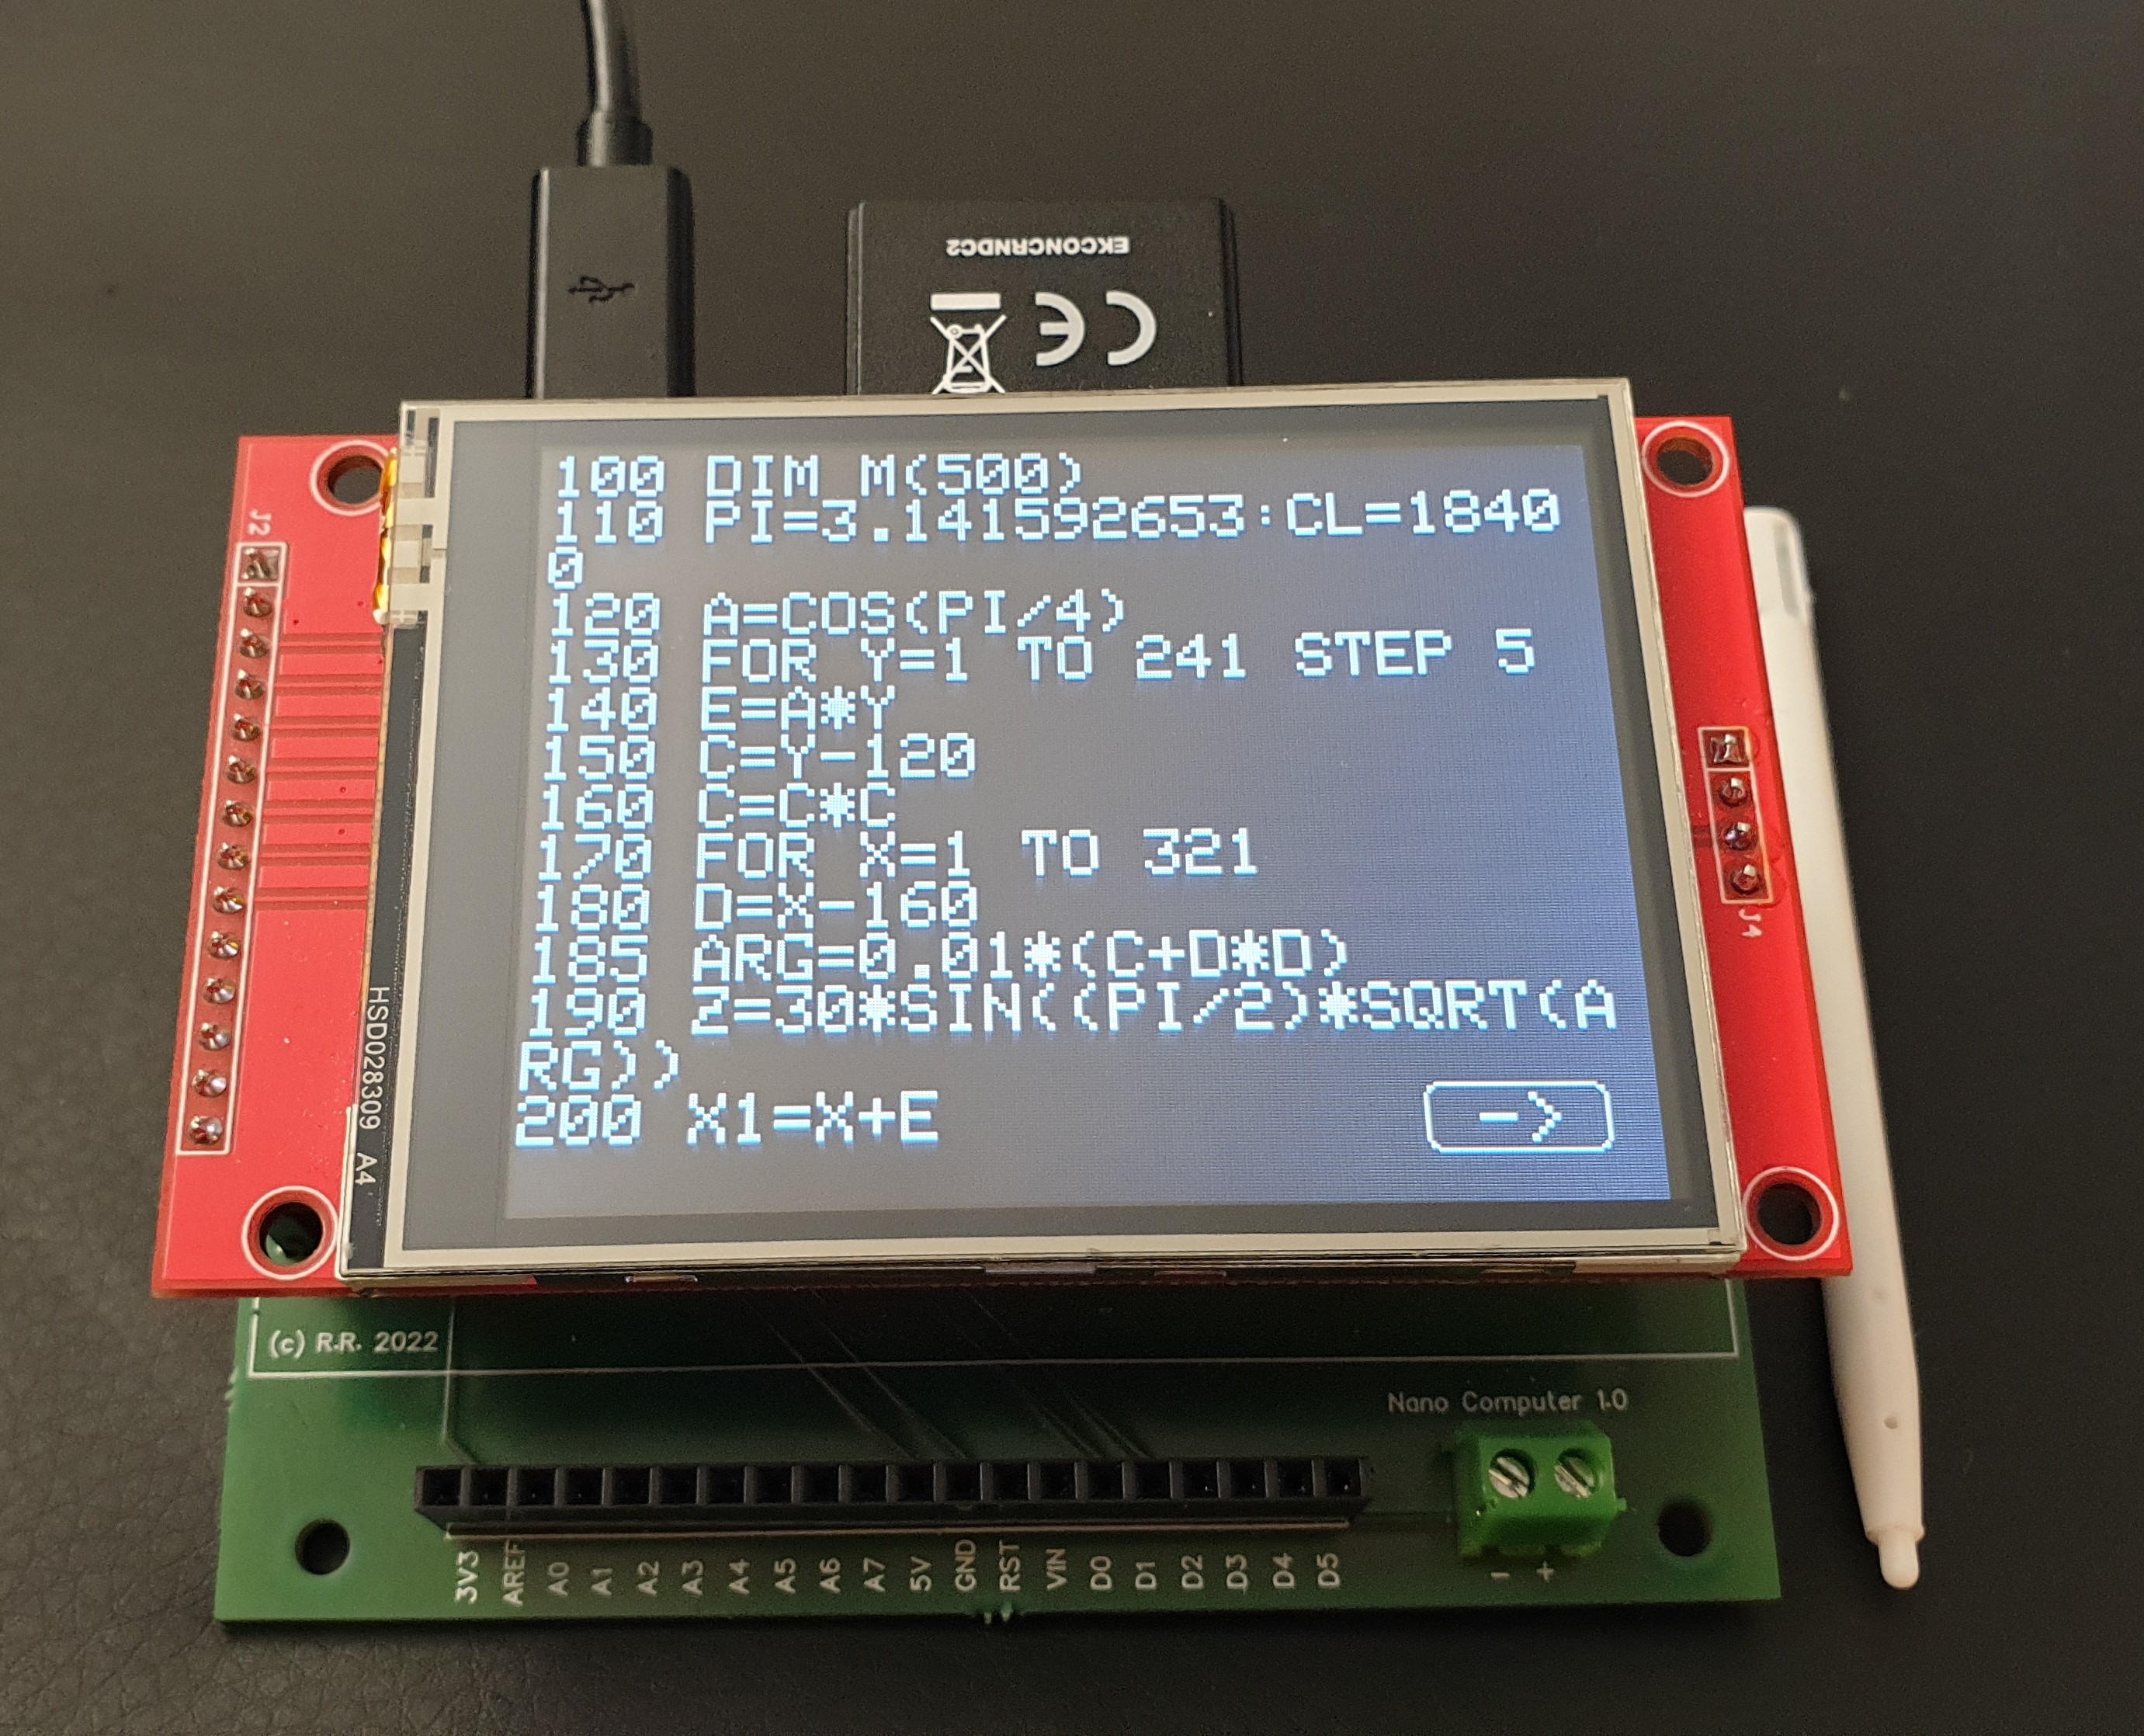 EKCONCRNDC2
CE
J2
100 DIM M(500)
110 PI=3.141592653:CL=1840
0
120 A=COS(PI/4)
130 FOR Y=1 TO 241 STEP 5
140 E=A*Y
150 C=Y-120
160 C=C*C
170 FOR X=1 TO 321
180 D=X-160
185 ARG=0.01*(C+D*D)
190 Z=30*SIN((PI/2)*SQRT(A
RG))
200 X1=X+E
->
J4
HSD028309 A4
(c) R.R. 2022
Nano Computer 1.0
3V3 AREF A0 A1 A2 A3 A4 A5 A6 A7 5V GND RST VIN D0 D1 D2 D3 D4 D5
- +